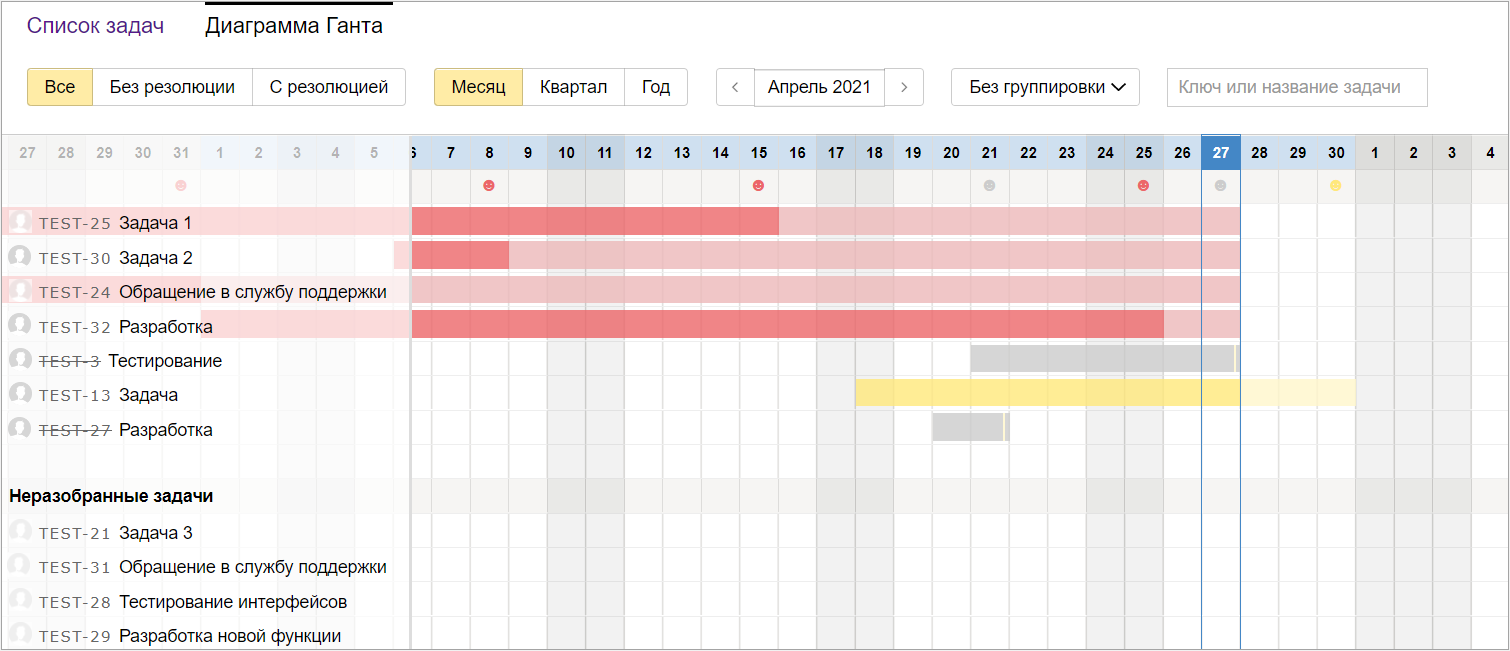 Список задач Диаграмма Ганта
Все Без резолюции С резолюцией Месяц Квартал Год < Апрель 2021 > Без группировки Ключ или название задачи
27 28 29 30 31 1 2 3 4 5 6 7 8 9 10 11 12 13 14 15 16 17 18 19 20 21 22 23 24 25 26 27 28 29 30 1 2 3 4
TEST-25 Задача 1
TEST-30 Задача 2
TEST-24 Обращение в службу поддержки
TEST-32 Разработка
TEST-3 Тестирование
TEST-13 Задача
TEST-27 Разработка
Неразобранные задачи
TEST-21 Задача 3
TEST-31 Обращение в службу поддержки
TEST-28 Тестирование интерфейсов
TEST-29 Разработка новой функции